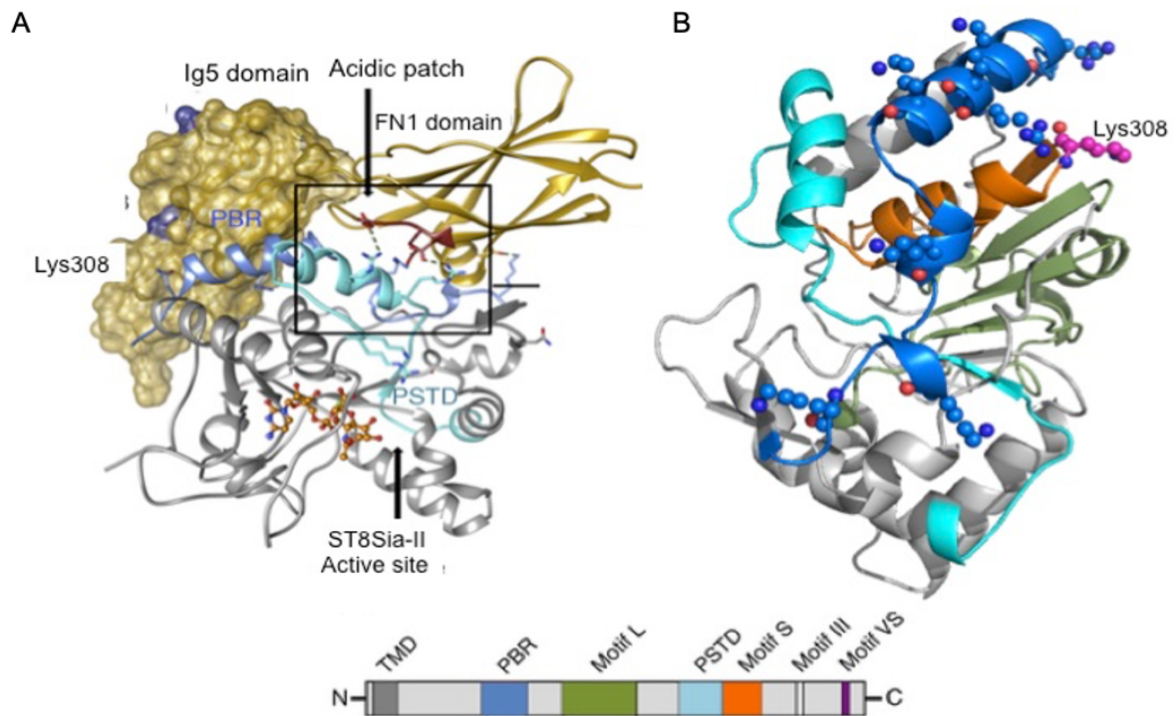 A
B
Ig5 domain
Acidic patch
FN1 domain
PBR
Lys308
Lys308
PSTD
ST8Sia-II
Active site
TMD
PBR
Motif L
PSTD
Motif S
Motif III
Motif VS
N
C